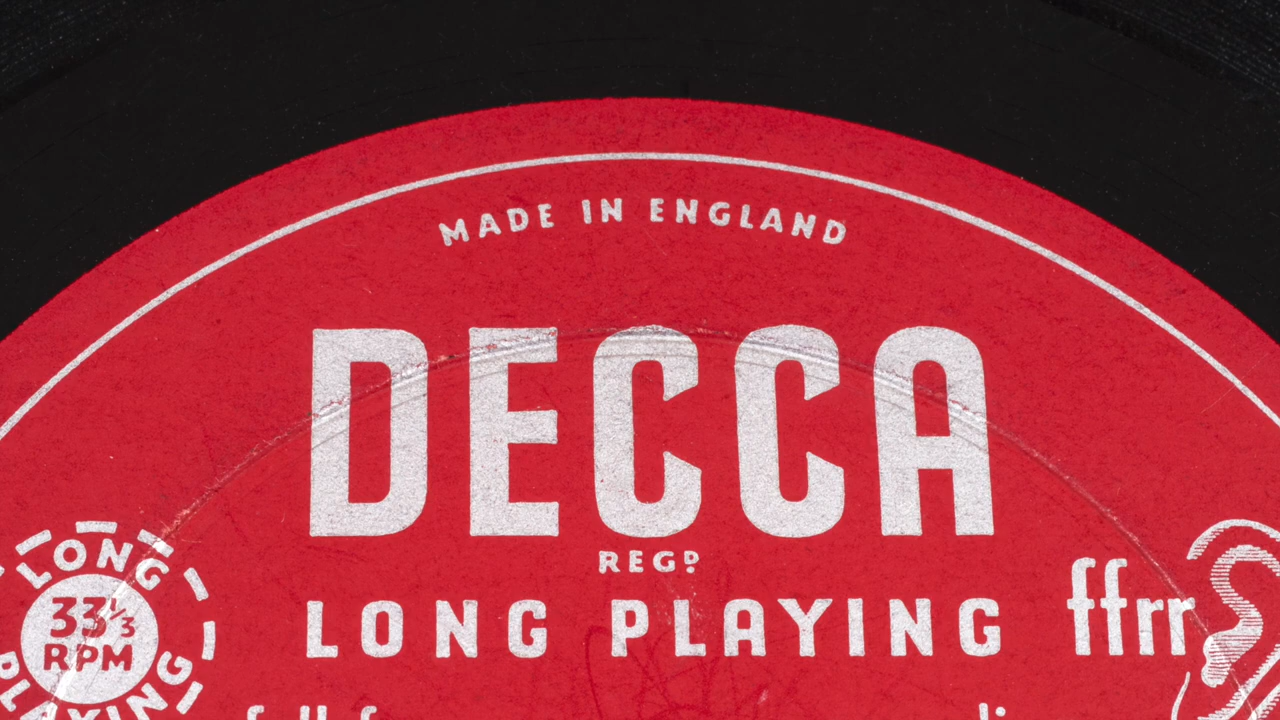 MADE IN ENGLAND
DECCA
REGD
LONG PLAYING
ffrr
LONG
33⅓
RPM
PLAYING